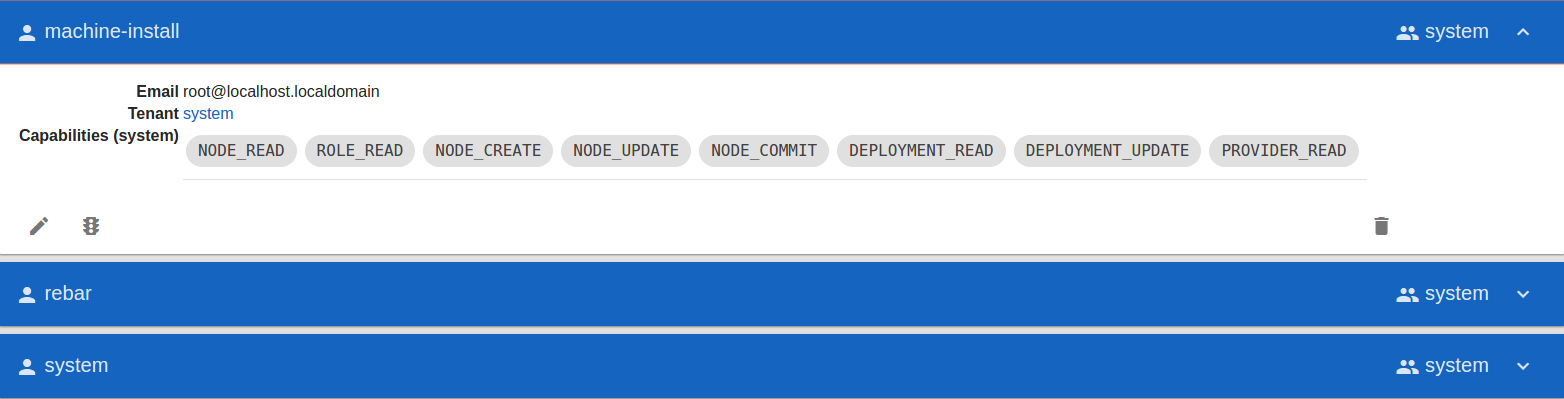 machine-install system
Email root@localhost.localdomain
Tenant system
Capabilities (system)
NODE_READ ROLE_READ NODE_CREATE NODE_UPDATE NODE_COMMIT DEPLOYMENT_READ DEPLOYMENT_UPDATE PROVIDER_READ
rebar system
system system